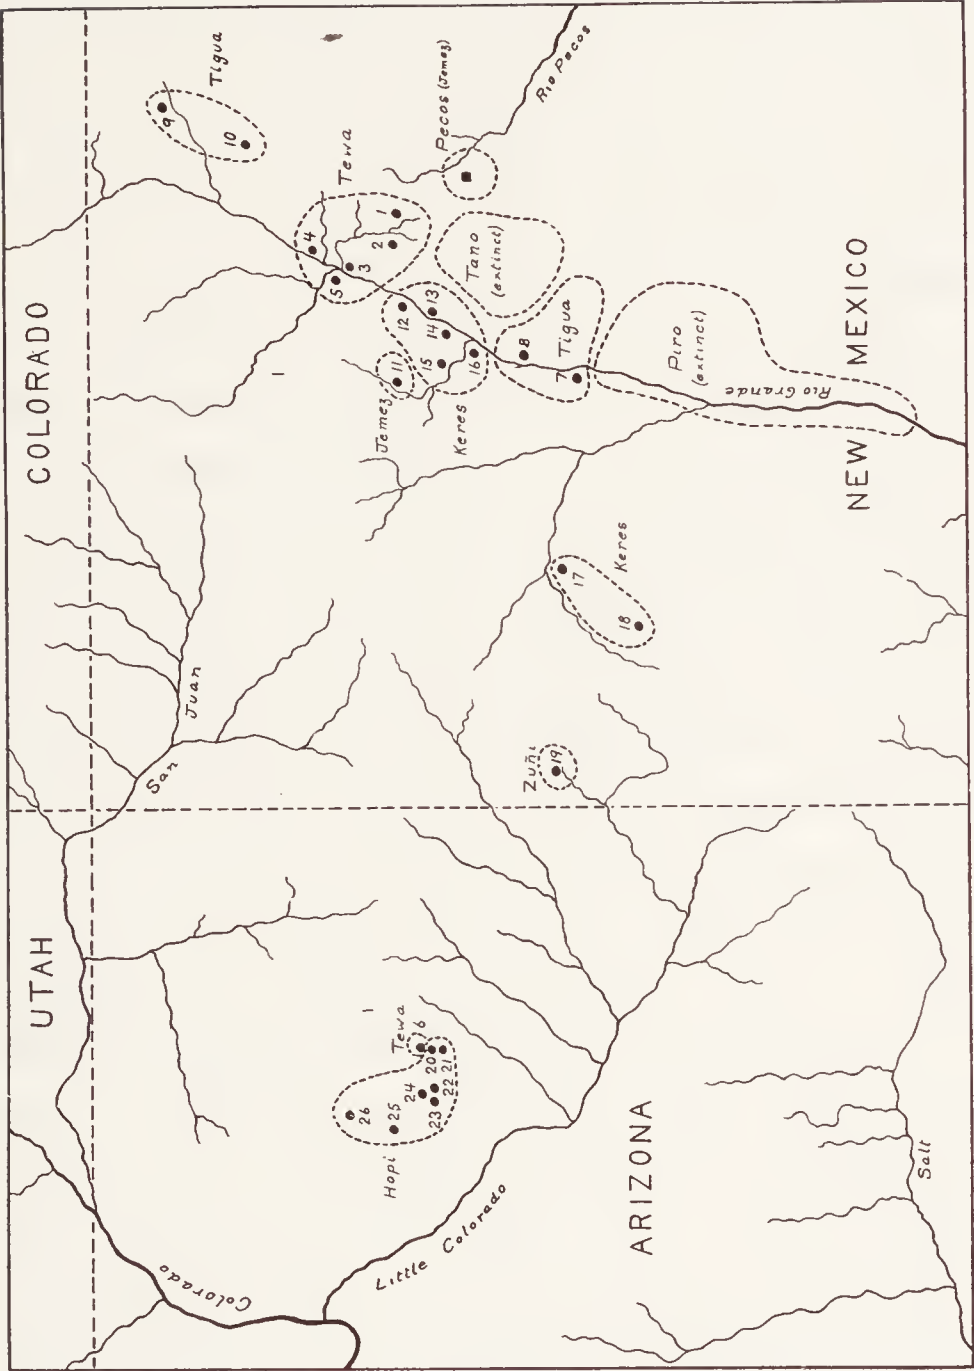 UTAH
COLORADO
ARIZONA
NEW MEXICO
Colorado
Little Colorado
San Juan
Salt
Rio Grande
Rio Pecos
Hopi
26
25
24
23
22
21
20
Tewa
6
Zuñi
19
Keres
17
18
Jemez
11
Keres
12
13
14
15
16
Tewa
1
2
3
4
5
Tigua
9
10
Pecos (Jemez)
Tano
(extinct)
Tigua
7
8
Piro
(extinct)